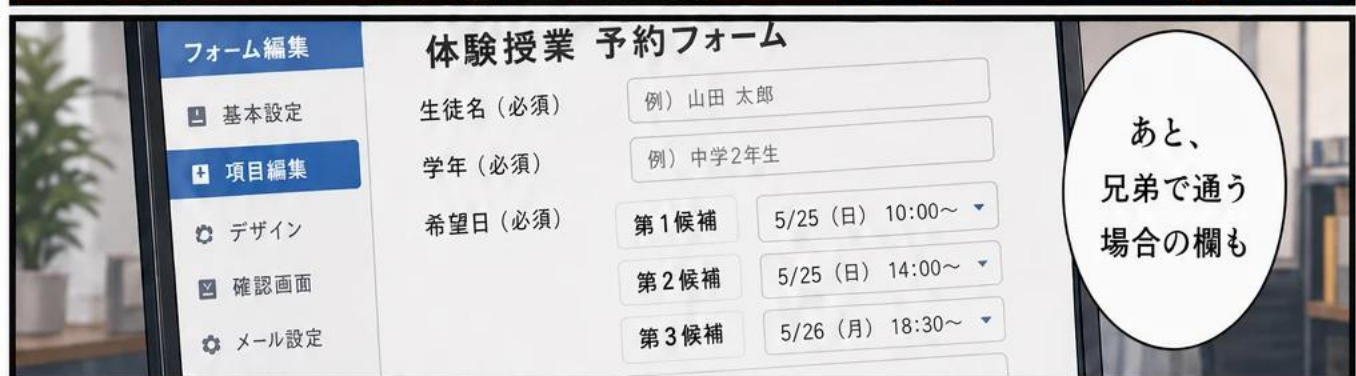 フォーム編集
基本設定
項目編集
デザイン
確認画面
メール設定
体験授業 予約フォーム
生徒名（必須）
例）山田 太郎
学年（必須）
例）中学2年生
希望日（必須）
第1候補
5/25（日）10:00～
第2候補
5/25（日）14:00～
第3候補
5/26（月）18:30～
あと、
兄弟で通う
場合の欄も